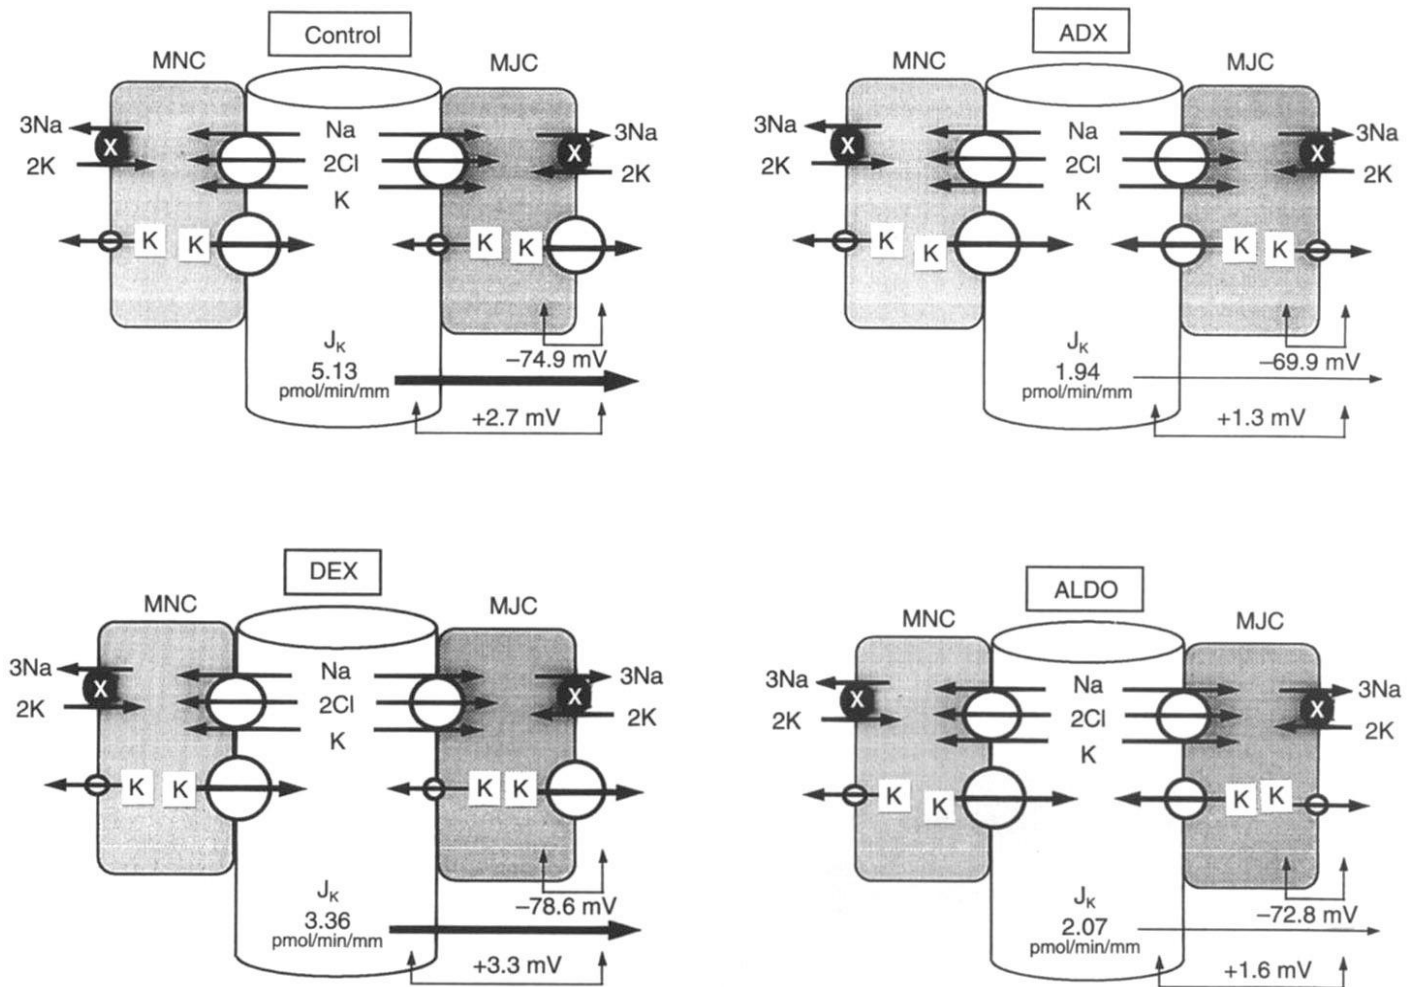 Control
MNC
MJC
3Na
X
2K
Na
2Cl
K
X
3Na
2K
K
K
K
K
J_K
5.13
pmol/min/mm
−74.9 mV
+2.7 mV
ADX
MNC
MJC
3Na
X
2K
Na
2Cl
K
X
3Na
2K
K
K
K
K
J_K
1.94
pmol/min/mm
−69.9 mV
+1.3 mV
DEX
MNC
MJC
3Na
X
2K
Na
2Cl
K
X
3Na
2K
K
K
K
K
J_K
3.36
pmol/min/mm
−78.6 mV
+3.3 mV
ALDO
MNC
MJC
3Na
X
2K
Na
2Cl
K
X
3Na
2K
K
K
K
K
J_K
2.07
pmol/min/mm
−72.8 mV
+1.6 mV